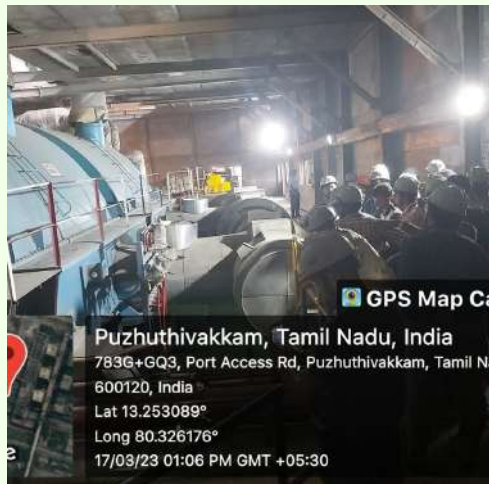 GPS Map Ca
Puzhuthivakkam, Tamil Nadu, India
783G+GQ3, Port Access Rd, Puzhuthivakkam, Tamil Na
600120, India
Lat 13.253089°
Long 80.326176°
17/03/23 01:06 PM GMT +05:30
e